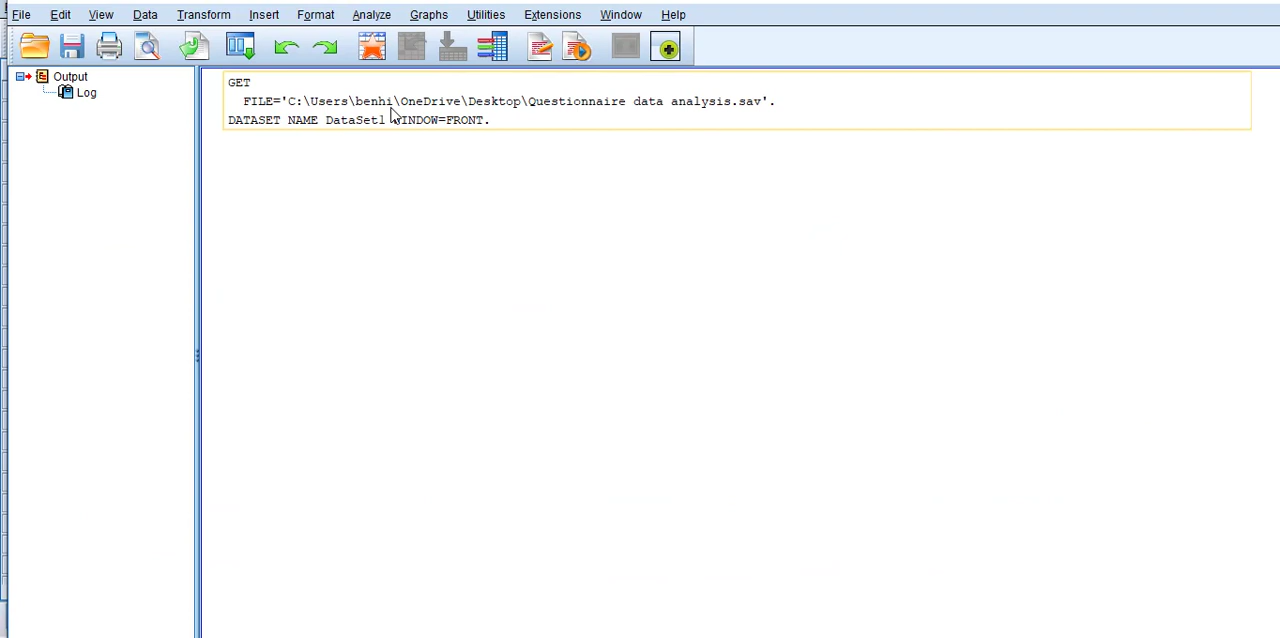 File Edit View Data Transform Insert Format Analyze Graphs Utilities Extensions Window Help
Output
Log
GET
FILE='C:\Users\benhi\OneDrive\Desktop\Questionnaire data analysis.sav'.
DATASET NAME DataSet1 WINDOW=FRONT.